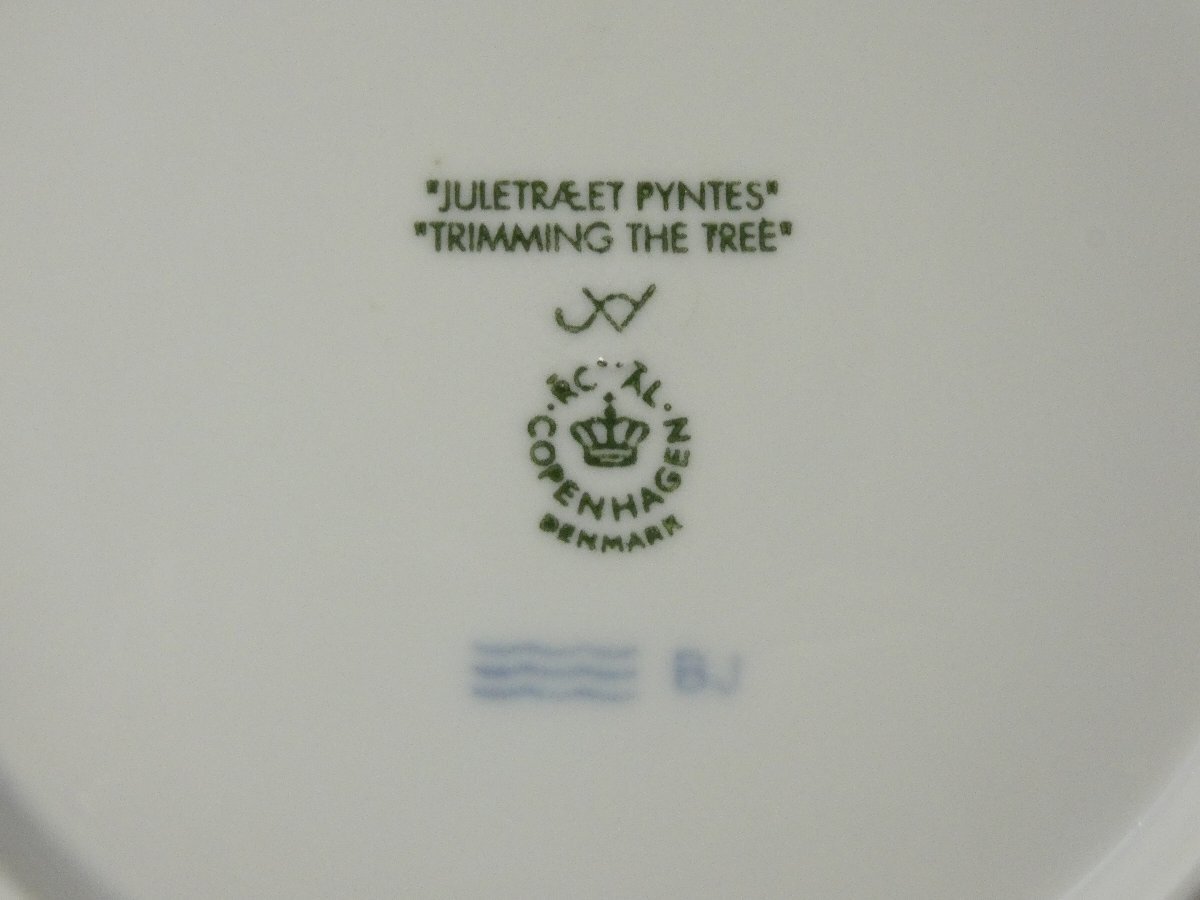 "JULETRÆET PYNTES"
"TRIMMING THE TREE"
ROYAL
COPENHAGEN
DENMARK
BJ